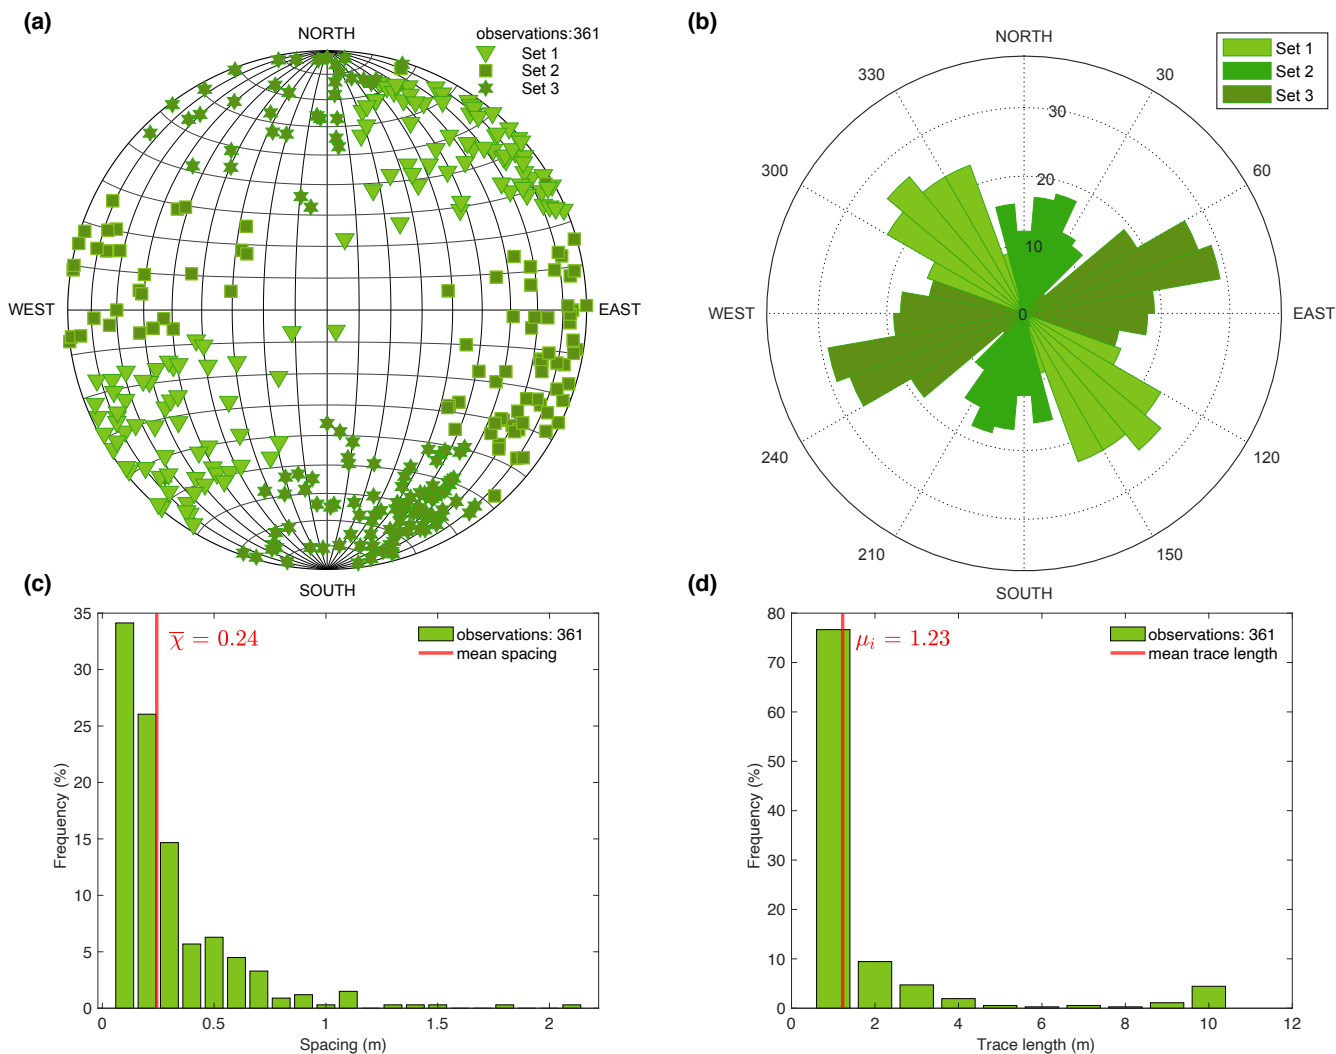 (a)
NORTH
observations:361
Set 1
Set 2
Set 3
WEST
EAST
SOUTH
(b)
NORTH
Set 1
Set 2
Set 3
330
30
30
300
20
60
10
WEST
0
EAST
240
120
210
150
SOUTH
(c)
35
30
25
20
15
10
5
0
Frequency (%)
χ̅ = 0.24
observations: 361
mean spacing
0
0.5
1
1.5
2
Spacing (m)
(d)
80
70
60
50
40
30
20
10
0
Frequency (%)
μi = 1.23
observations: 361
mean trace length
0
2
4
6
8
10
12
Trace length (m)